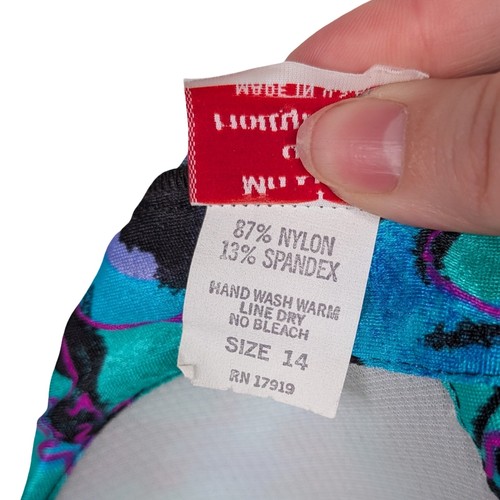 87% NYLON
13% SPANDEX
HAND WASH WARM
LINE DRY
NO BLEACH
SIZE 14
RN 17919